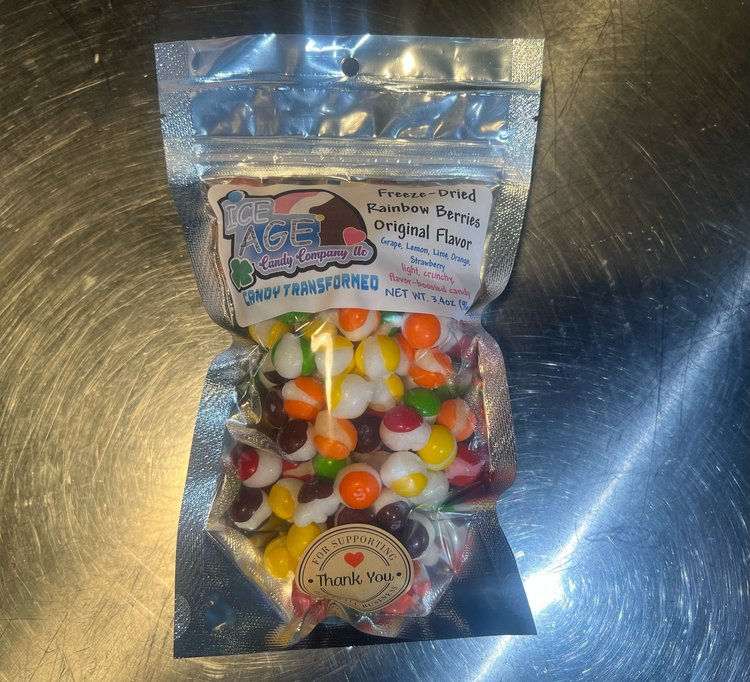 ICE
AGE
Candy Company llc
CANDY TRANSFORMED
Freeze-Dried
Rainbow Berries
Original Flavor
Grape, Lemon, Lime, Orange,
Strawberry
light, crunchy,
flavor-boosted candy
NET WT. 3.4oz
FOR SUPPORTING
Thank You
BUSINESS
S